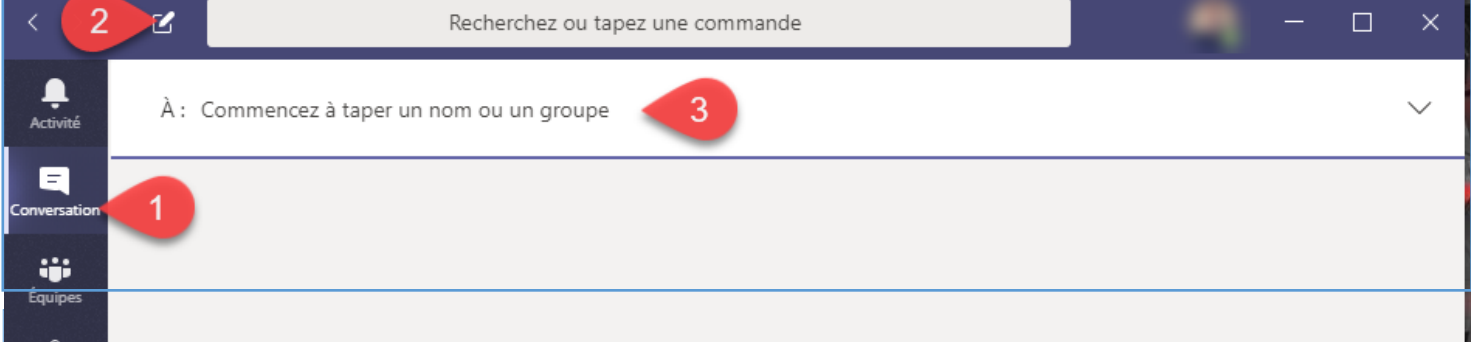 2
Recherchez ou tapez une commande
Activité
À : Commencez à taper un nom ou un groupe
3
Conversation
1
Équipes